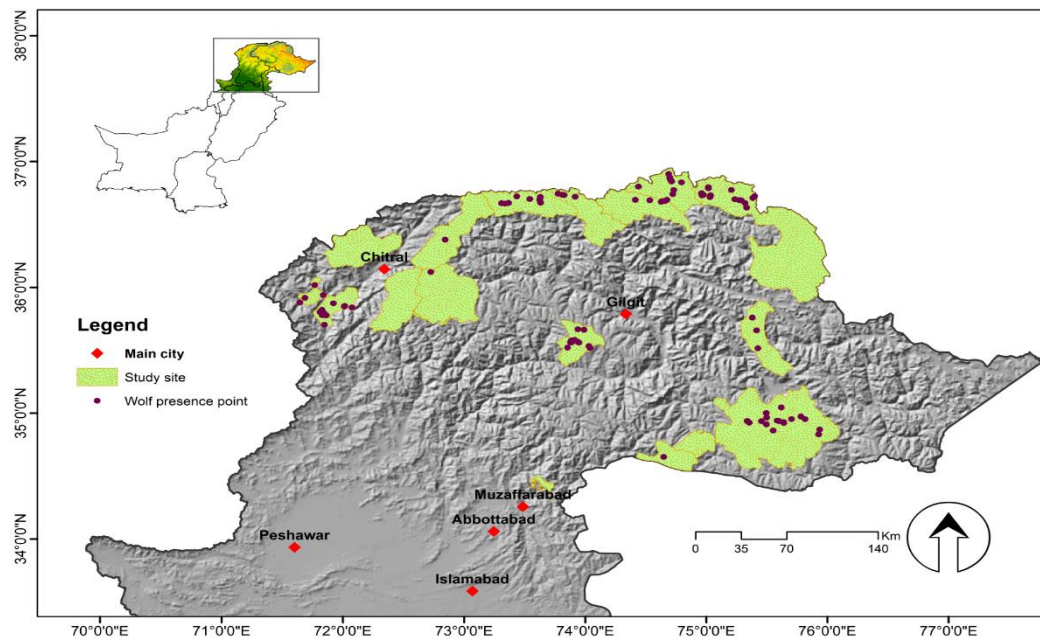 38°0'0"N
37°0'0"N
36°0'0"N
35°0'0"N
34°0'0"N
Chitral
Gilgit
Legend
Main city
Study site
Wolf presence point
Muzaffarabad
Abbottabad
Peshawar
Islamabad
0 35 70 140 Km
70°0'0"E 71°0'0"E 72°0'0"E 73°0'0"E 74°0'0"E 75°0'0"E 76°0'0"E 77°0'0"E